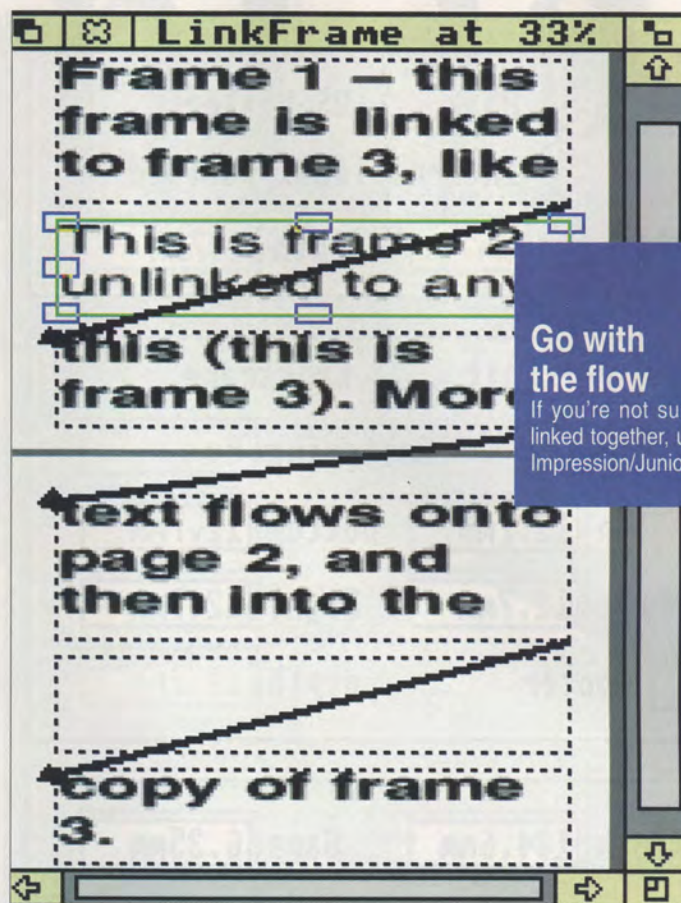 LinkFrame at 33%
Frame 1 – this
frame is linked
to frame 3, like
This is frame 2
unlinked to any
this (this is
frame 3). More
text flows onto
page 2, and
then into the
copy of frame
3.
Go with
the flow
If you're not
linked together,
Impression/Junio